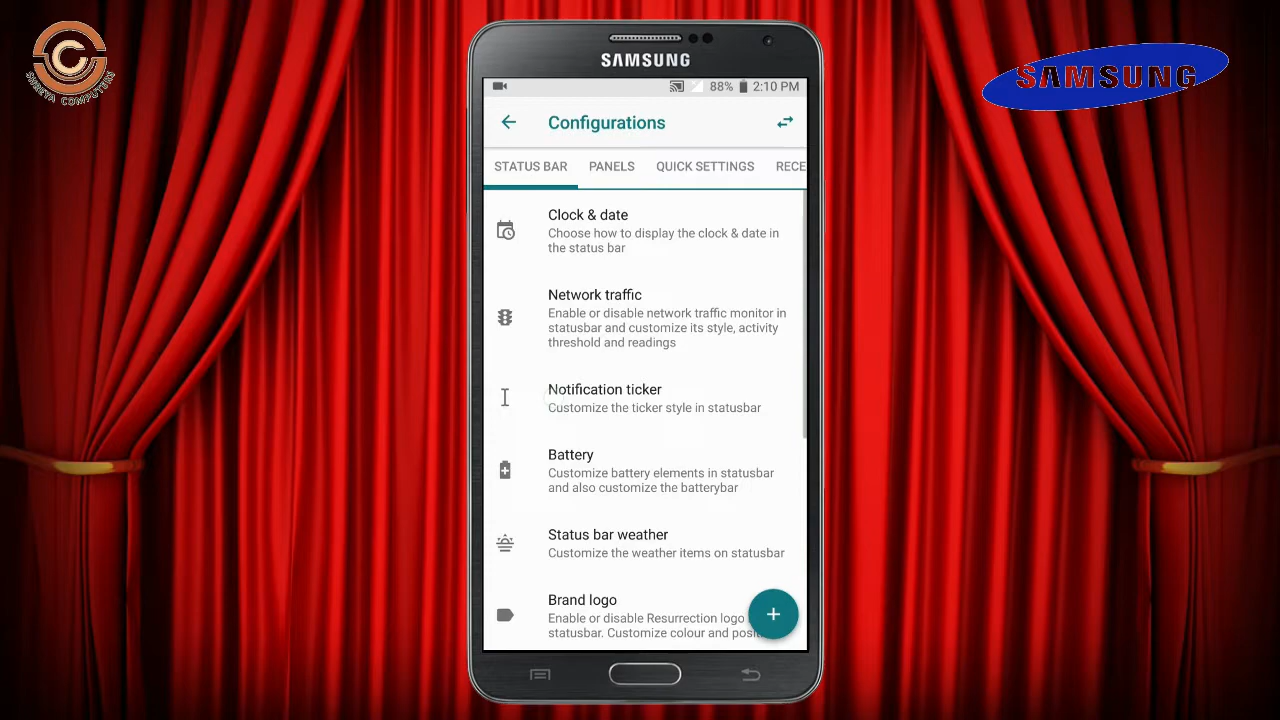 SHREYA COMPUTERS
SAMSUNG
SAMSUNG
88% 2:10 PM
Configurations
STATUS BAR PANELS QUICK SETTINGS RECE
Clock & date
Choose how to display the clock & date in
the status bar
Network traffic
Enable or disable network traffic monitor in
statusbar and customize its style, activity
threshold and readings
Notification ticker
Customize the ticker style in statusbar
Battery
Customize battery elements in statusbar
and also customize the batterybar
Status bar weather
Customize the weather items on statusbar
Brand logo
Enable or disable Resurrection logo
statusbar. Customize colour and posit